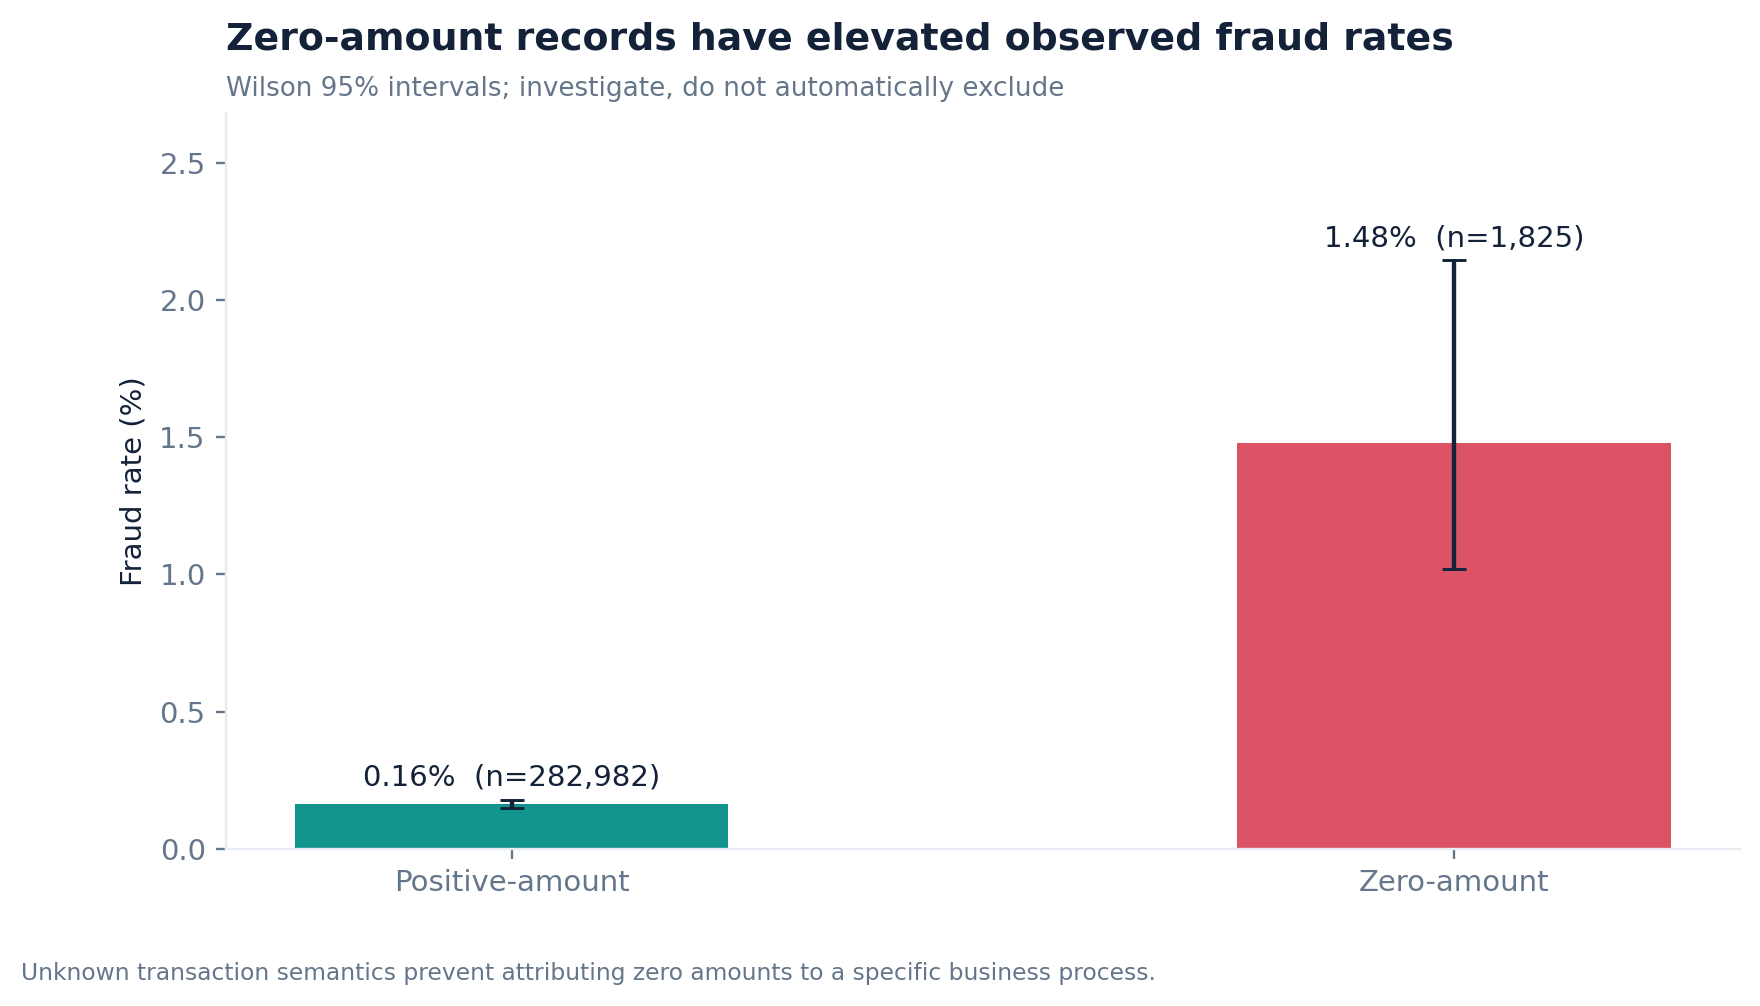 Zero-amount records have elevated observed fraud rates
Wilson 95% intervals; investigate, do not automatically exclude
Fraud rate (%)
2.5
2.0
1.5
1.0
0.5
0.0
1.48% (n=1,825)
0.16% (n=282,982)
Positive-amount
Zero-amount
Unknown transaction semantics prevent attributing zero amounts to a specific business process.